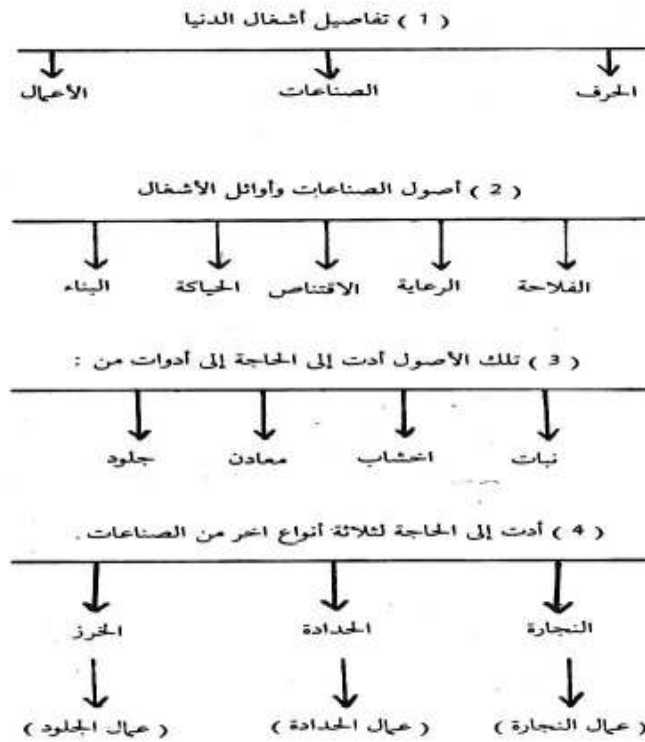 ( 1 ) تفاصيل أشغال الدنيا
الحرف الصناعات الأعمال
( 2 ) أصول الصناعات وأوائل الأشغال
الفلاحة الرعاية الاقتناص الحياكة البناء
( 3 ) تلك الأصول أدت إلى الحاجة إلى أدوات من :
نبات اخشاب معادن جلود
( 4 ) أدت إلى الحاجة لثلاثة أنواع اخر من الصناعات .
النجارة الحدادة الخرز
( عمال النجارة ) ( عمال الحدادة ) ( عمال الجلود )